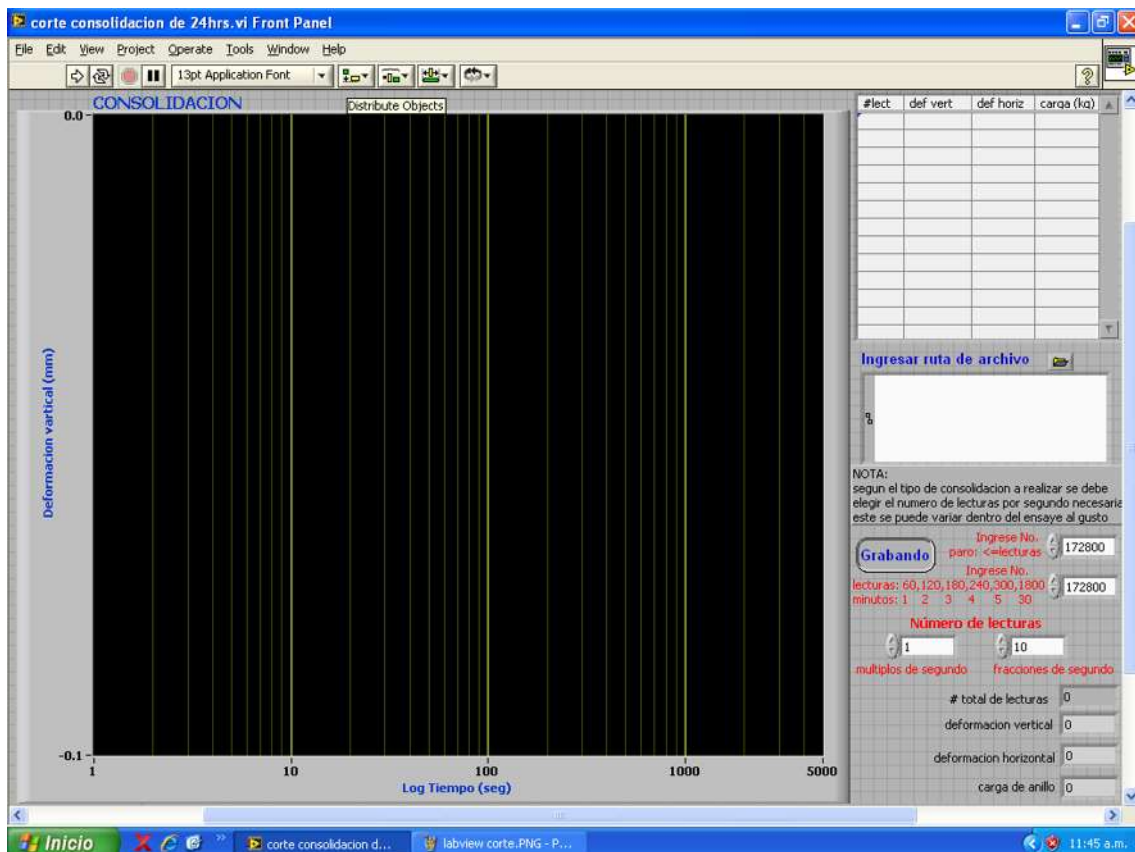 corte consolidacion de 24hrs.vi Front Panel
File Edit View Project Operate Tools Window Help
13pt Application Font
CONSOLIDACION
Distribute Objects
#lect def vert def horiz carga (kg)
0.0
Deformacion vartical (mm)
-0.1
1 10 100 1000 5000
Log Tiempo (seg)
Ingresar ruta de archivo
NOTA:
segun el tipo de consolidacion a realizar se debe
elegir el numero de lecturas por segundo necesaria
este se puede variar dentro del ensaye al gusto
Grabando
Ingrese No.
paro: <=lecturas 172800
Ingrese No.
lecturas: 60,120,180,240,300,1800 172800
minutos: 1 2 3 4 5 30
Número de lecturas
1 10
multiplos de segundo fracciones de segundo
# total de lecturas 0
deformacion vertical 0
deformacion horizontal 0
carga de anillo 0
Inicio corte consolidacion d... labview corte.PNG - P... 11:45 a.m.